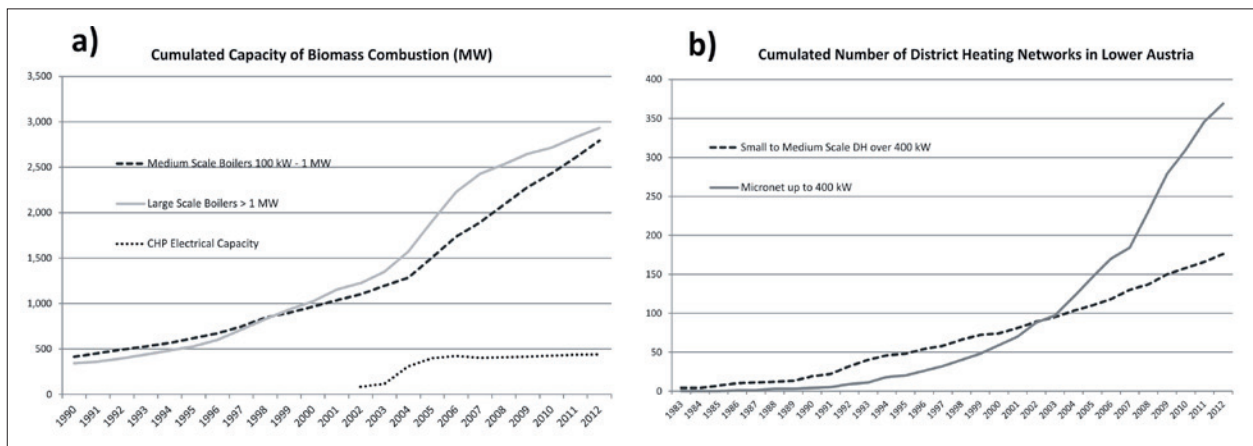 a)
Cumulated Capacity of Biomass Combustion (MW)
3,500
3,000
2,500
2,000
1,500
1,000
500
0
Medium Scale Boilers 100 kW - 1 MW
Large Scale Boilers > 1 MW
CHP Electrical Capacity
1990 1991 1992 1993 1994 1995 1996 1997 1998 1999 2000 2001 2002 2003 2004 2005 2006 2007 2008 2009 2010 2011 2012
b)
Cumulated Number of District Heating Networks in Lower Austria
400
350
300
250
200
150
100
50
0
Small to Medium Scale DH over 400 kW
Micronet up to 400 kW
1983 1984 1985 1986 1987 1988 1989 1990 1991 1992 1993 1994 1995 1996 1997 1998 1999 2000 2001 2002 2003 2004 2005 2006 2007 2008 2009 2010 2011 2012